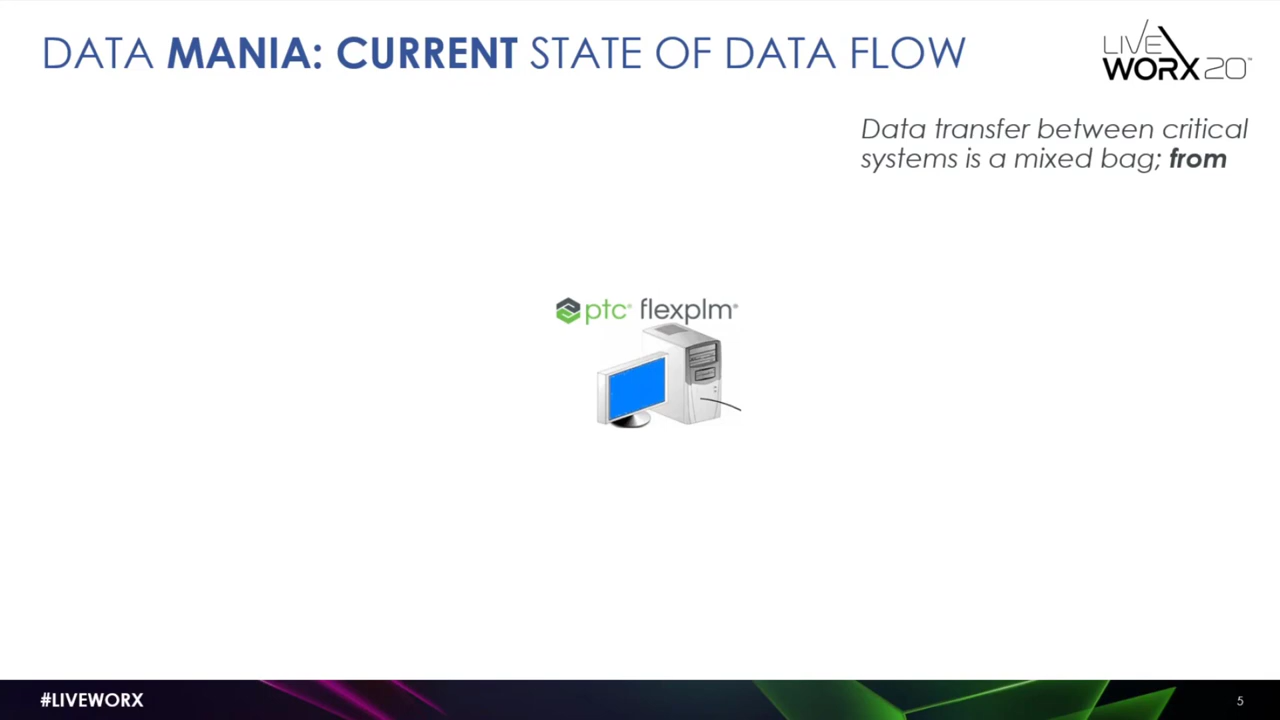 DATA MANIA: CURRENT STATE OF DATA FLOW
LIVE
WORX 20™
Data transfer between critical
systems is a mixed bag; from
ptc® flexplm®
#LIVEWORX
5